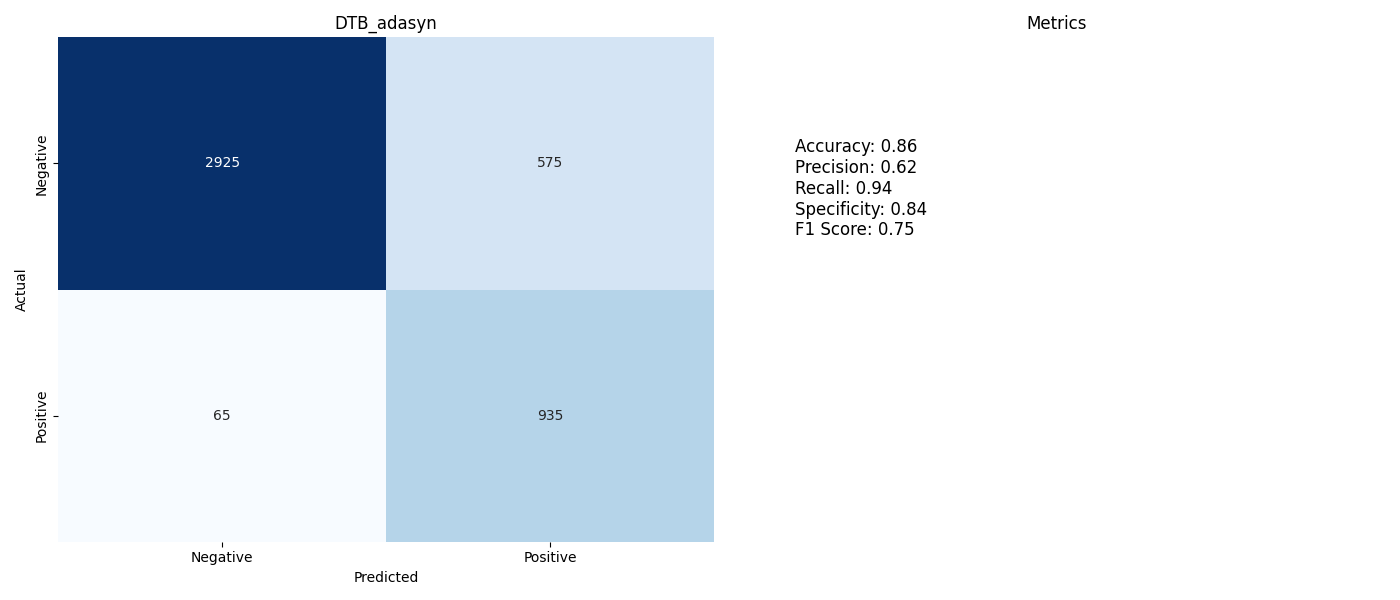 DTB_adasyn
Metrics
Negative
2925
575
Accuracy: 0.86
Precision: 0.62
Recall: 0.94
Specificity: 0.84
F1 Score: 0.75
Actual
Positive
65
935
Negative
Positive
Predicted